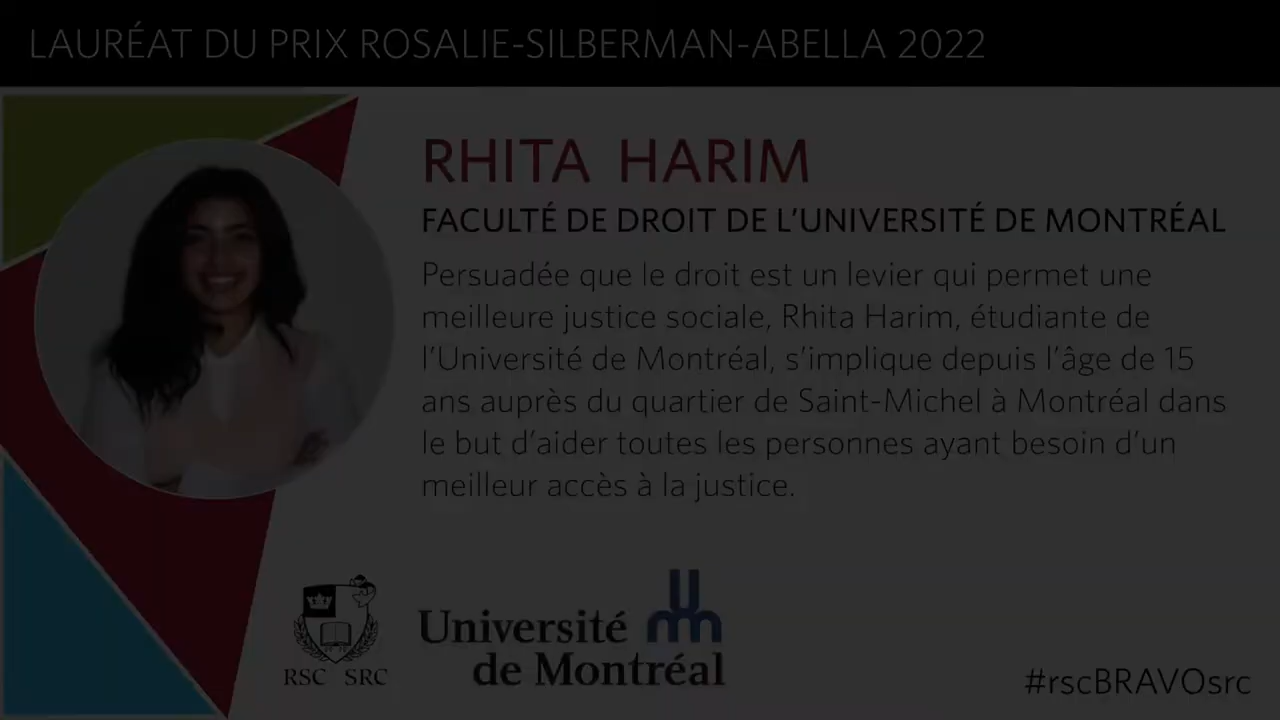 LAURÉAT DU PRIX ROSALIE-SILBERMAN-ABELLA 2022
RHITA HARIM
FACULTÉ DE DROIT DE L'UNIVERSITÉ DE MONTRÉAL
Persuadée que le droit est un levier qui permet une
meilleure justice sociale, Rhita Harim, étudiante de
l'Université de Montréal, s'implique depuis l'âge de 15
ans auprès du quartier de Saint-Michel à Montréal dans
le but d'aider toutes les personnes ayant besoin d'un
meilleur accès à la justice.
RSC SRC
Université
de Montréal
#rscBRAVOsrc